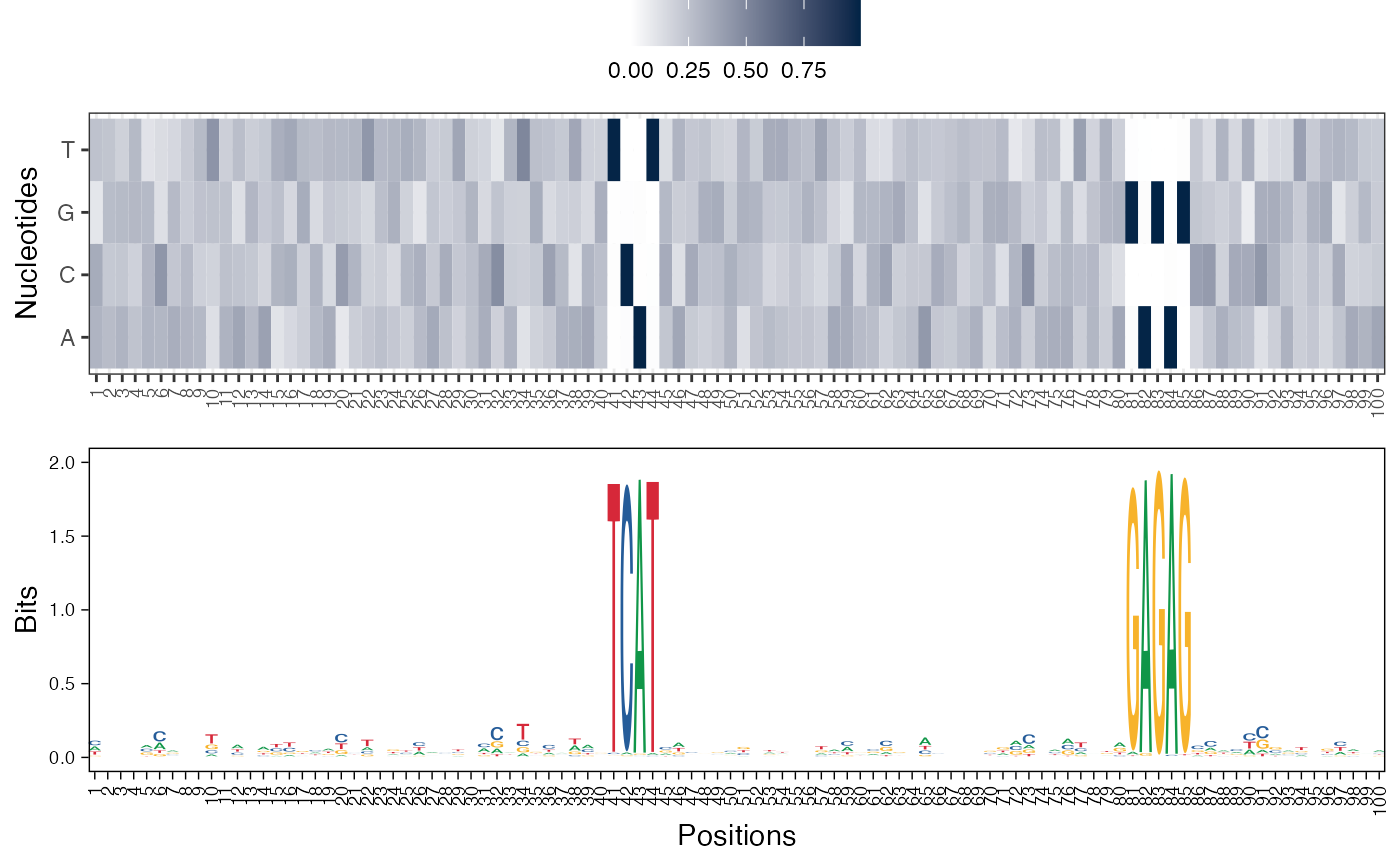 0.00 0.25 0.50 0.75
Nucleotides
T
G
C
A
1 2 3 4 5 6 7 8 9 10 11 12 13 14 15 16 17 18 19 20 21 22 23 24 25 26 27 28 29 30 31 32 33 34 35 36 37 38 39 40 41 42 43 44 45 46 47 48 49 50 51 52 53 54 55 56 57 58 59 60 61 62 63 64 65 66 67 68 69 70 71 72 73 74 75 76 77 78 79 80 81 82 83 84 85 86 87 88 89 90 91 92 93 94 95 96 97 98 99 100
Bits
2.0
1.5
1.0
0.5
0.0
TCAT GAGAG
1 2 3 4 5 6 7 8 9 10 11 12 13 14 15 16 17 18 19 20 21 22 23 24 25 26 27 28 29 30 31 32 33 34 35 36 37 38 39 40 41 42 43 44 45 46 47 48 49 50 51 52 53 54 55 56 57 58 59 60 61 62 63 64 65 66 67 68 69 70 71 72 73 74 75 76 77 78 79 80 81 82 83 84 85 86 87 88 89 90 91 92 93 94 95 96 97 98 99 100
Positions